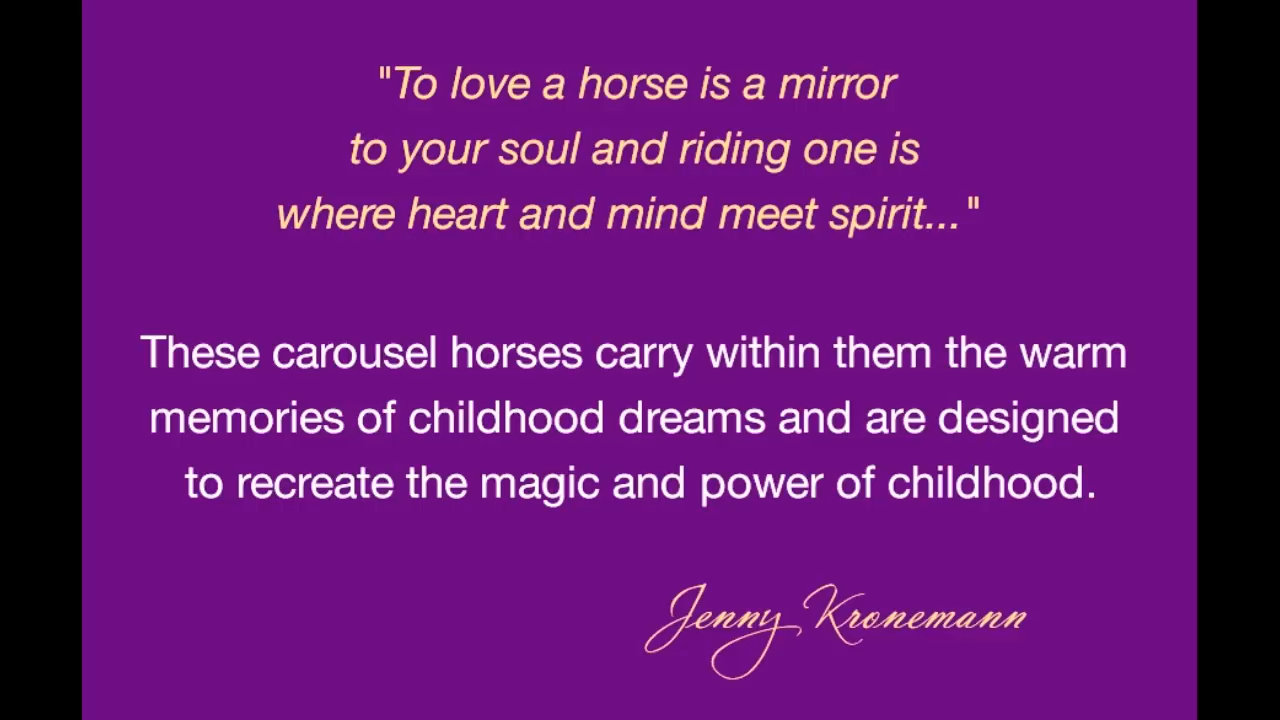 "To love a horse is a mirror
to your soul and riding one is
where heart and mind meet spirit..."
These carousel horses carry within them the warm
memories of childhood dreams and are designed
to recreate the magic and power of childhood.
Jenny Kronemann